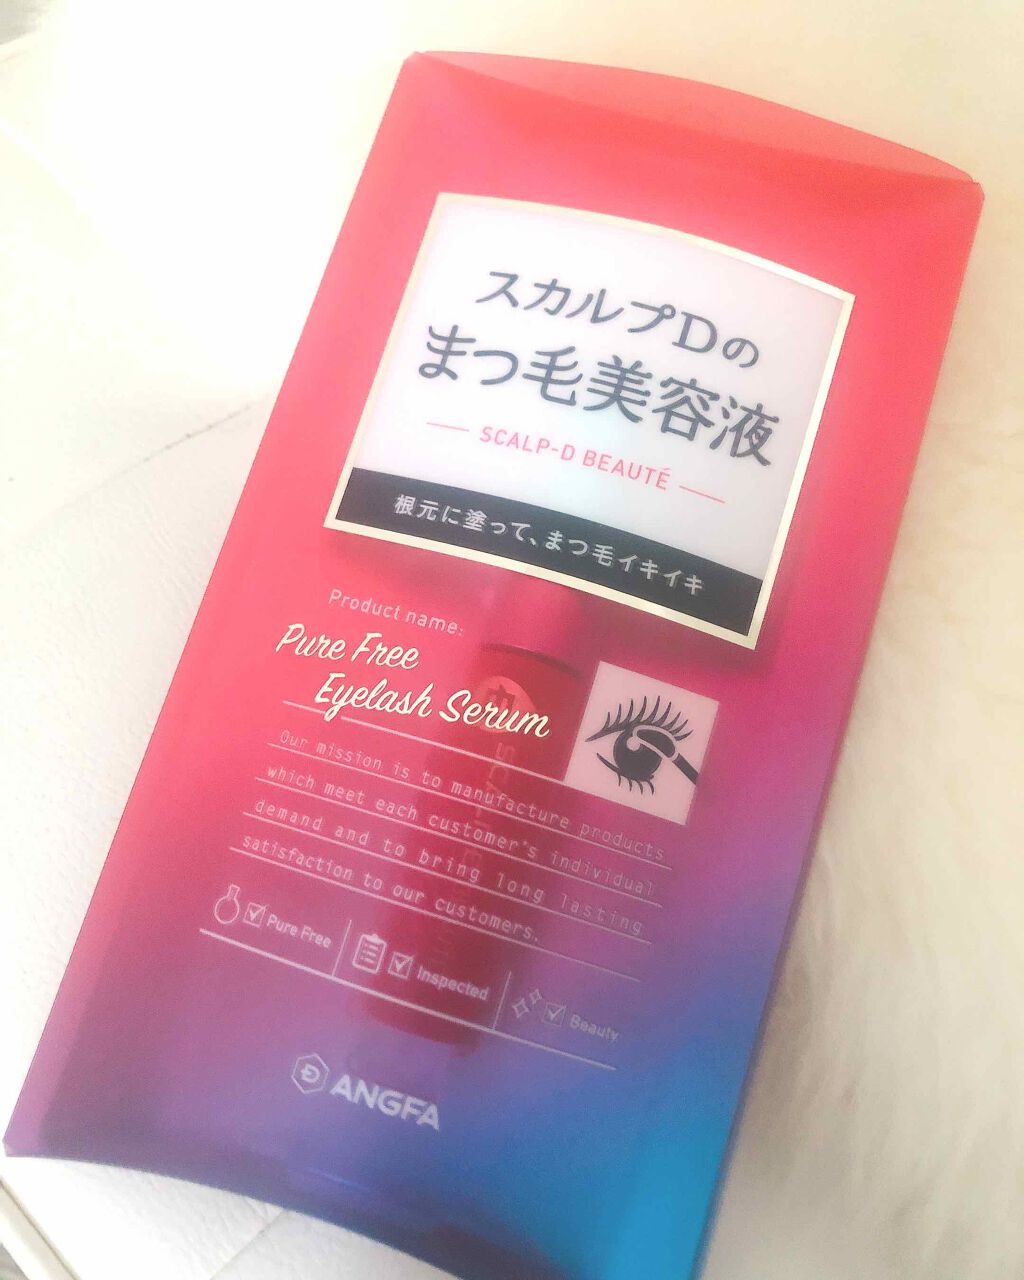 スカルプDの
まつ毛美容液
SCALP-D BEAUTÉ
根元に塗って、まつ毛イキイキ
Product name:
Pure Free
Eyelash Serum
Our mission is to manufacture products
which meet each customer's individual
demand and to bring long lasting
satisfaction to our customers.
Pure Free
Inspected
Beauty
ANGFA